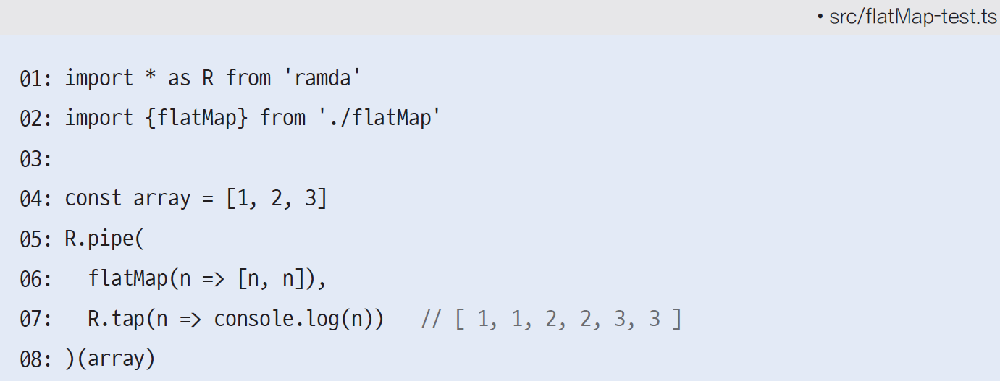 • src/flatMap-test.ts
01: import * as R from 'ramda'
02: import {flatMap} from './flatMap'
03:
04: const array = [1, 2, 3]
05: R.pipe(
06:   flatMap(n => [n, n]),
07:   R.tap(n => console.log(n))   // [ 1, 1, 2, 2, 3, 3 ]
08: )(array)